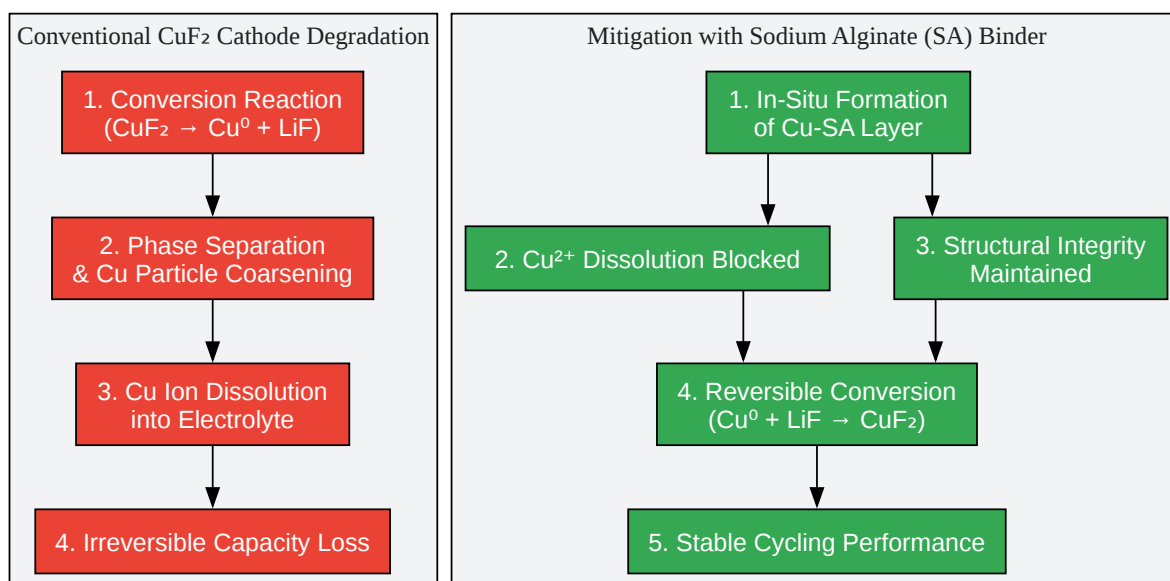 Conventional CuF₂ Cathode Degradation
1. Conversion Reaction
(CuF₂ → Cu⁰ + LiF)
2. Phase Separation
& Cu Particle Coarsening
3. Cu Ion Dissolution
into Electrolyte
4. Irreversible Capacity Loss
Mitigation with Sodium Alginate (SA) Binder
1. In-Situ Formation
of Cu-SA Layer
2. Cu²⁺ Dissolution Blocked
3. Structural Integrity
Maintained
4. Reversible Conversion
(Cu⁰ + LiF → CuF₂)
5. Stable Cycling Performance